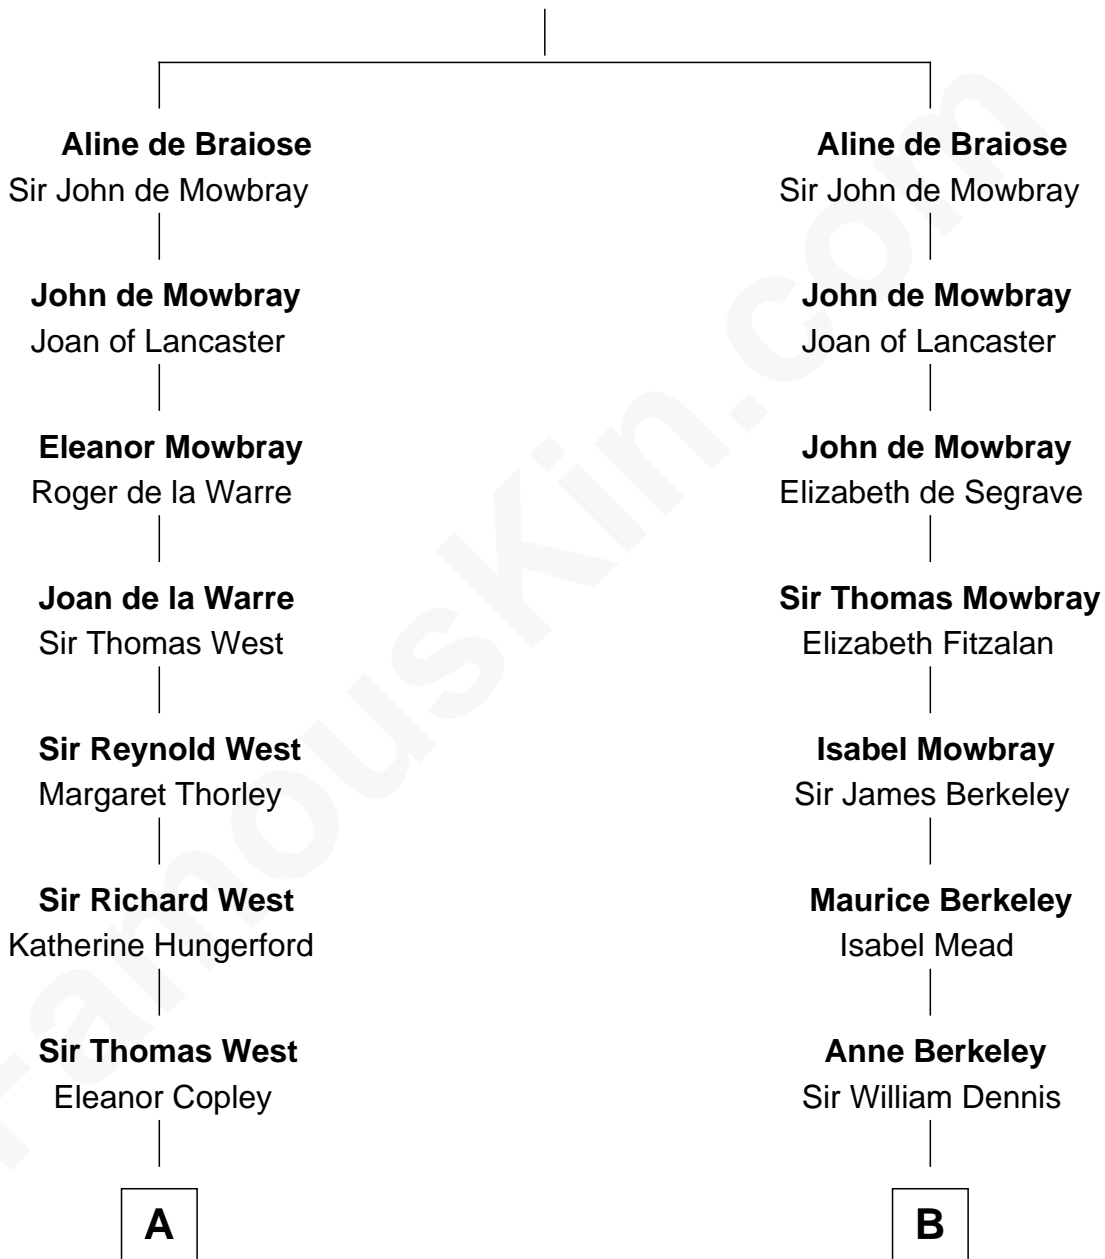 Aline de Braiose
Sir John de Mowbray
John de Mowbray
Joan of Lancaster
Eleanor Mowbray
Roger de la Warre
Joan de la Warre
Sir Thomas West
Sir Reynold West
Margaret Thorley
Sir Richard West
Katherine Hungerford
Sir Thomas West
Eleanor Copley
A
Aline de Braiose
Sir John de Mowbray
John de Mowbray
Joan of Lancaster
John de Mowbray
Elizabeth de Segrave
Sir Thomas Mowbray
Elizabeth Fitzalan
Isabel Mowbray
Sir James Berkeley
Maurice Berkeley
Isabel Mead
Anne Berkeley
Sir William Dennis
B
FamousKin.com